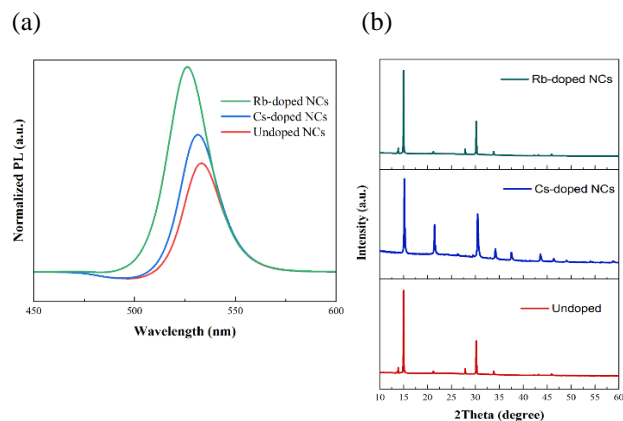 (a)
(b)
Normalized PL (a.u.)
Rb-doped NCs
Cs-doped NCs
Undoped NCs
450
500
550
600
Wavelength (nm)
Intensity (a.u.)
Rb-doped NCs
Cs-doped NCs
Undoped
10 15 20 25 30 35 40 45 50 55 60
2Theta (degree)